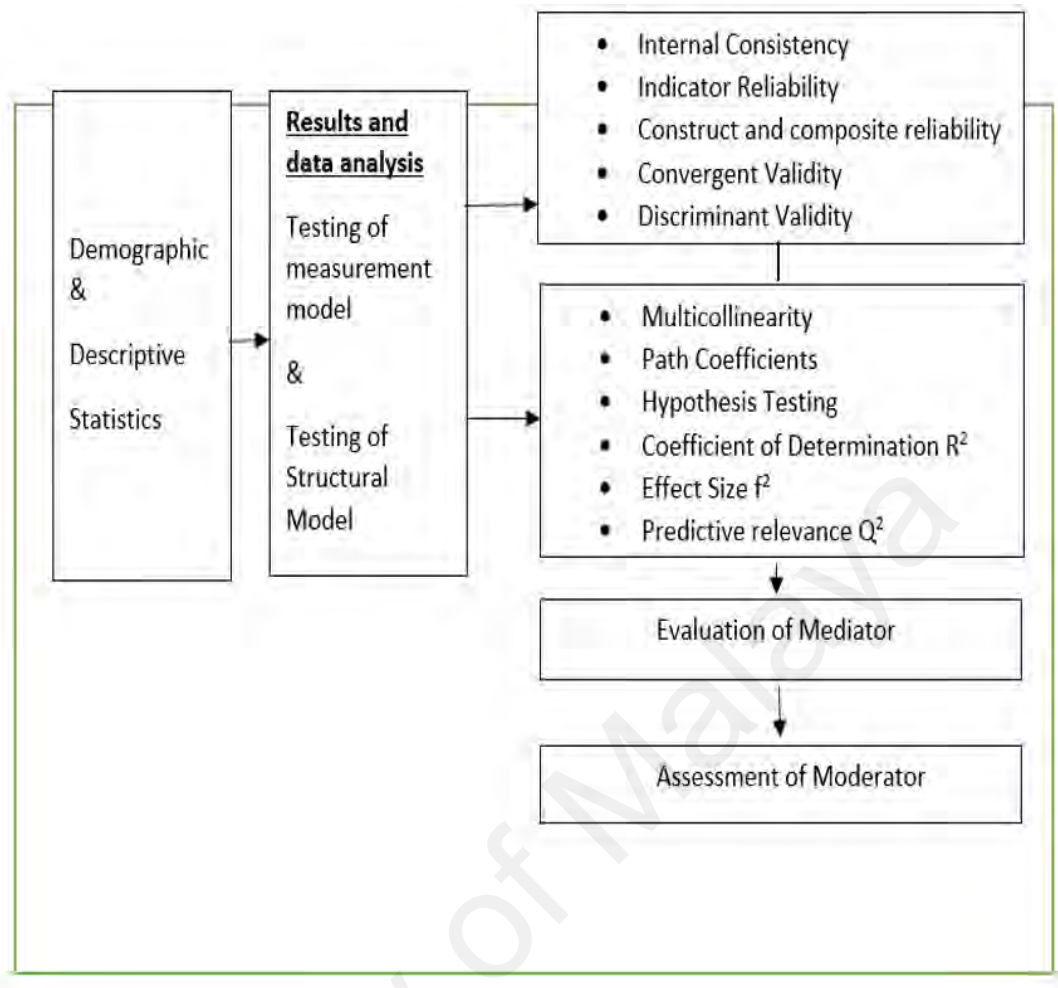 Demographic
&
Descriptive
Statistics
Results and
data analysis
Testing of
measurement
model
&
Testing of
Structural
Model
• Internal Consistency
• Indicator Reliability
• Construct and composite reliability
• Convergent Validity
• Discriminant Validity
• Multicollinearity
• Path Coefficients
• Hypothesis Testing
• Coefficient of Determination R²
• Effect Size f²
• Predictive relevance Q²
Evaluation of Mediator
Assessment of Moderator
of Malaya